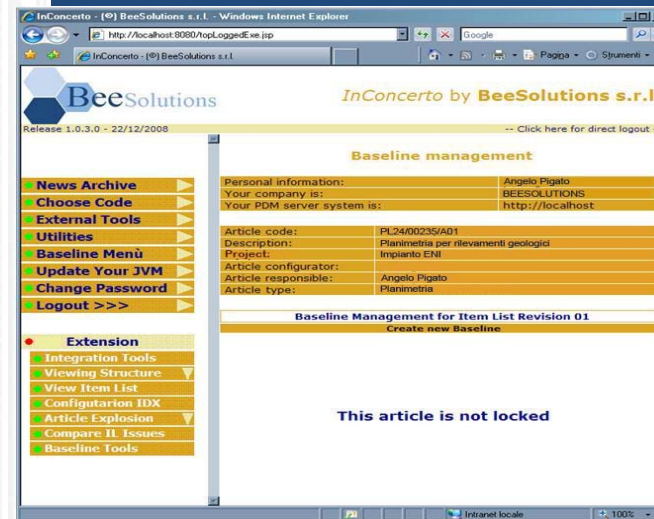 InConcerto - (®) BeeSolutions s.r.l. - Windows Internet Explorer
http://localhost:8080/topLoggedExe.jsp
Google
InConcerto - (®) BeeSolutions s.r.l.
Pagina
Strumenti
BeeSolutions
InConcerto by BeeSolutions s.r.l
Release 1.0.3.0 - 22/12/2008
-- Click here for direct logout -
Baseline management
News Archive
Choose Code
External Tools
Utilities
Baseline Menù
Update Your JVM
Change Password
Logout >>>
Extension
Integration Tools
Viewing Structure
View Item List
Configutarion IDX
Article Explosion
Compare IL Issues
Baseline Tools
Personal information: Angelo Pigato
Your company is: BEESOLUTIONS
Your PDM server system is: http://localhost
Article code: PL24/00235/A01
Description: Planimetria per rilevamenti geologici
Project: Impianto ENI
Article configurator:
Article responsible: Angelo Pigato
Article type: Planimetria
Baseline Management for Item List Revision 01
Create new Baseline
This article is not locked
Intranet locale
100%